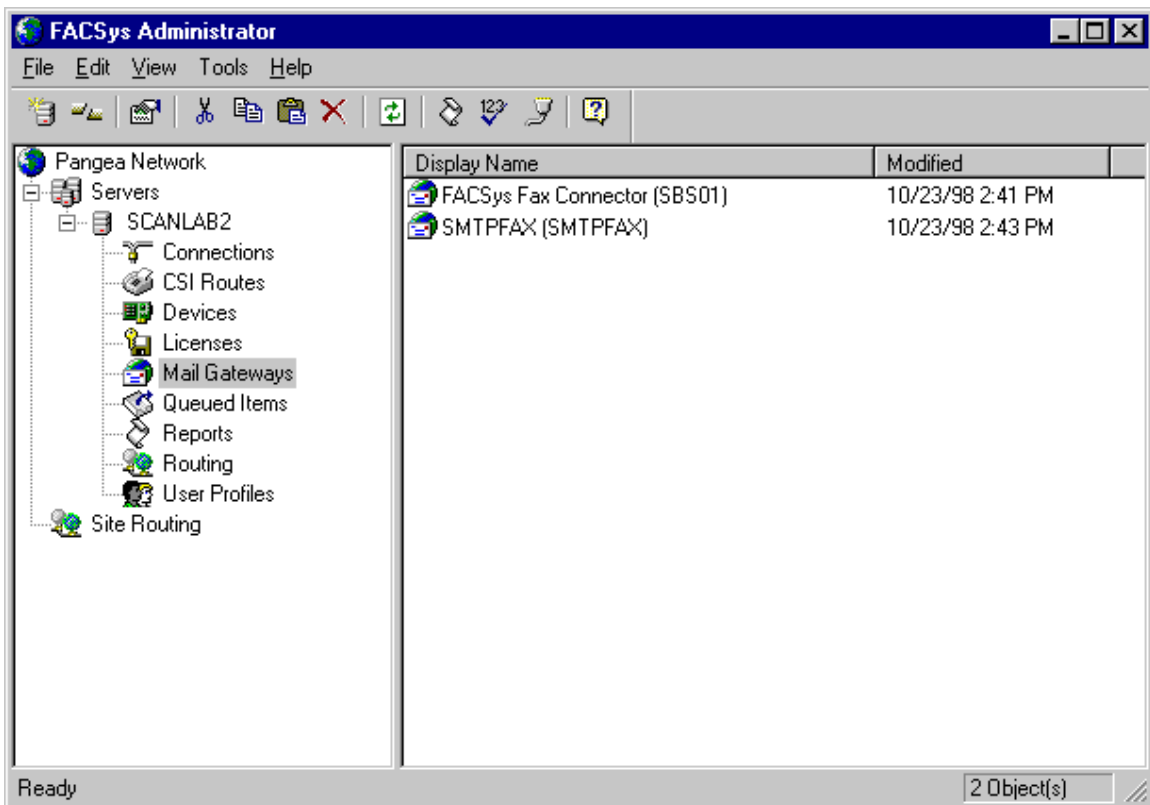 FACSys Administrator
File Edit View Tools Help
123
Pangea Network
Servers
SCANLAB2
Connections
CSI Routes
Devices
Licenses
Mail Gateways
Queued Items
Reports
Routing
User Profiles
Site Routing
Display Name Modified
FACSys Fax Connector (SBS01) 10/23/98 2:41 PM
SMTPFAX (SMTPFAX) 10/23/98 2:43 PM
Ready 2 Object(s)